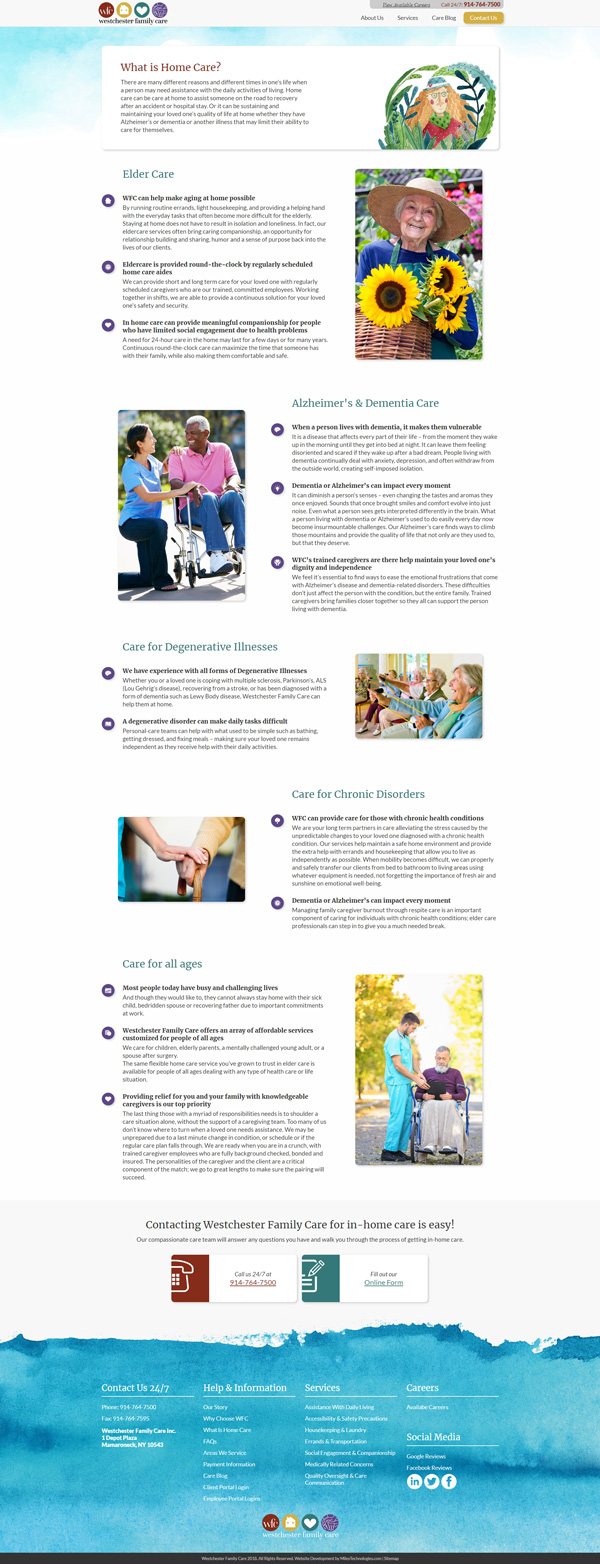 wfc
westchester family care
View Available Careers
Call 24/7: 914-764-7500
About Us
Services
Care Blog
Contact Us
What is Home Care?
There are many different reasons and different times in one's life when
a person may need assistance with the daily activities of living. Home
care can be care at home to assist someone on the road to recovery
after an accident or hospital stay. Or it can be sustaining and
maintaining your loved one's quality of life at home whether they have
Alzheimer's or dementia or another illness that may limit their ability to
care for themselves.
Elder Care
WFC can help make aging at home possible
By running routine errands, light housekeeping, and providing a helping hand
with the everyday tasks that often become more difficult for the elderly.
Staying at home does not have to result in isolation and loneliness. In fact, our
eldercare services often bring caring companionship, an opportunity for
relationship building and sharing, humor and a sense of purpose back into the
lives of our clients.
Eldercare is provided round-the-clock by regularly scheduled
home care aides
We can provide short and long term care for your loved one with regularly
scheduled caregivers who are our trained, committed employees. Working
together in shifts, we are able to provide a continuous solution for your loved
one's safety and security.
In home care can provide meaningful companionship for people
who have limited social engagement due to health problems
A need for 24-hour care in the home may last for a few days or for many years.
Continuous round-the-clock care can maximize the time that someone has
with their family, while also making them comfortable and safe.
Alzheimer's & Dementia Care
When a person lives with dementia, it makes them vulnerable
It is a disease that affects every part of their life – from the moment they wake
up in the morning until they get into bed at night. It can leave them feeling
disoriented and scared if they wake up after a bad dream. People living with
dementia continually deal with anxiety, depression, and often withdraw from
the outside world, creating self-imposed isolation.
Dementia or Alzheimer's can impact every moment
It can diminish a person's senses – even changing the tastes and aromas they
once enjoyed. Sounds that once brought smiles and comfort evolve into just
noise. Even what a person sees gets interpreted differently in the brain. What
a person living with dementia or Alzheimer's used to do easily every day now
become insurmountable challenges. Our Alzheimer's care finds ways to climb
those mountains and provide the quality of life that not only are they used to,
but that they deserve.
WFC's trained caregivers are there help maintain your loved one's
dignity and independence
We feel it's essential to find ways to ease the emotional frustrations that come
with Alzheimer's disease and dementia-related disorders. These difficulties
don't just affect the person with the condition, but the entire family. Trained
caregivers bring families closer together so they all can support the person
living with dementia.
Care for Degenerative Illnesses
We have experience with all forms of Degenerative Illnesses
Whether you or a loved one is coping with multiple sclerosis, Parkinson's, ALS
(Lou Gehrig's disease), recovering from a stroke, or has been diagnosed with a
form of dementia such as Lewy Body disease, Westchester Family Care can
help them at home.
A degenerative disorder can make daily tasks difficult
Personal-care teams can help with what used to be simple such as bathing,
getting dressed, and fixing meals – making sure your loved one remains
independent as they receive help with their daily activities.
Care for Chronic Disorders
WFC can provide care for those with chronic health conditions
We are your long term partners in care alleviating the stress caused by the
unpredictable changes to your loved one diagnosed with a chronic health
condition. Our services help maintain a safe home environment and provide
the extra help with errands and housekeeping that allow you to live as
independently as possible. When mobility becomes difficult, we can properly
and safely transfer our clients from bed to bathroom to living areas using
whatever equipment is needed, not forgetting the importance of fresh air and
sunshine on emotional well-being.
Dementia or Alzheimer's can impact every moment
Managing family caregiver burnout through respite care is an important
component of caring for individuals with chronic health conditions; elder care
professionals can step in to give you a much needed break.
Care for all ages
Most people today have busy and challenging lives
And though they would like to, they cannot always stay home with their sick
child, bedridden spouse or recovering father due to important commitments
at work.
Westchester Family Care offers an array of affordable services
customized for people of all ages
We care for children, elderly parents, a mentally challenged young adult, or a
spouse after surgery.
The same flexible home care service you've grown to trust in elder care is
available for people of all ages dealing with any type of health care or life
situation.
Providing relief for you and your family with knowledgeable
caregivers is our top priority
The last thing those with a myriad of responsibilities needs is to shoulder a
care situation alone, without the support of a caregiving team. Too many of us
don't know where to turn when a loved one needs assistance. We may be
unprepared due to a last minute change in condition, or schedule or if the
regular care plan falls through. We are ready when you are in a crunch, with
trained caregiver employees who are fully background checked, bonded and
insured. The personalities of the caregiver and the client are a critical
component of the match; we go to great lengths to make sure the pairing will
succeed.
Contacting Westchester Family Care for in-home care is easy!
Our compassionate care team will answer any questions you have and walk you through the process of getting in-home care.
Call us 24/7 at
914-764-7500
Fill out our
Online Form
Contact Us 24/7
Phone: 914-764-7500
Fax: 914-764-7595
Westchester Family Care Inc.
1 Depot Plaza
Mamaroneck, NY 10543
Help & Information
Our Story
Why Choose WFC
What Is Home Care
FAQs
Areas We Service
Payment Information
Care Blog
Client Portal Login
Employee Portal Logins
Services
Assistance With Daily Living
Accessibility & Safety Precautions
Housekeeping & Laundry
Errands & Transportation
Social Engagement & Companionship
Medically Related Concerns
Quality Oversight & Care
Communication
Careers
Availabe Careers
Social Media
Google Reviews
Facebook Reviews
wfc
westchester family care
Westchester Family Care 2018. All Rights Reserved. Website Development by MilesTechnologies.com | Sitemap